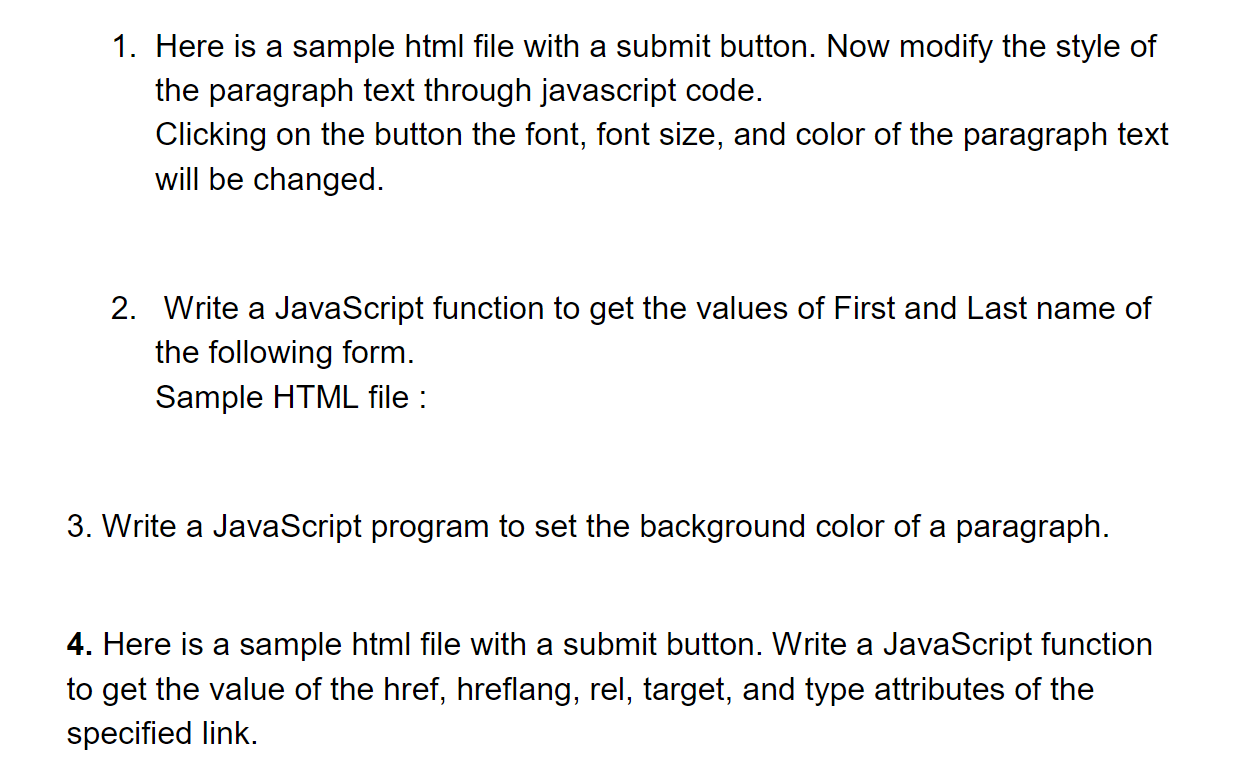 1. Here is a sample html file with a submit button. Now modify the style of
the paragraph text through javascript code.
Clicking on the button the font, font size, and color of the paragraph text
will be changed.
2. Write a JavaScript function to get the values of First and Last name of
the following form.
Sample HTML file :
3. Write a JavaScript program to set the background color of a paragraph.
4. Here is a sample html file with a submit button. Write a JavaScript function
to get the value of the href, hreflang, rel, target, and type attributes of the
specified link.